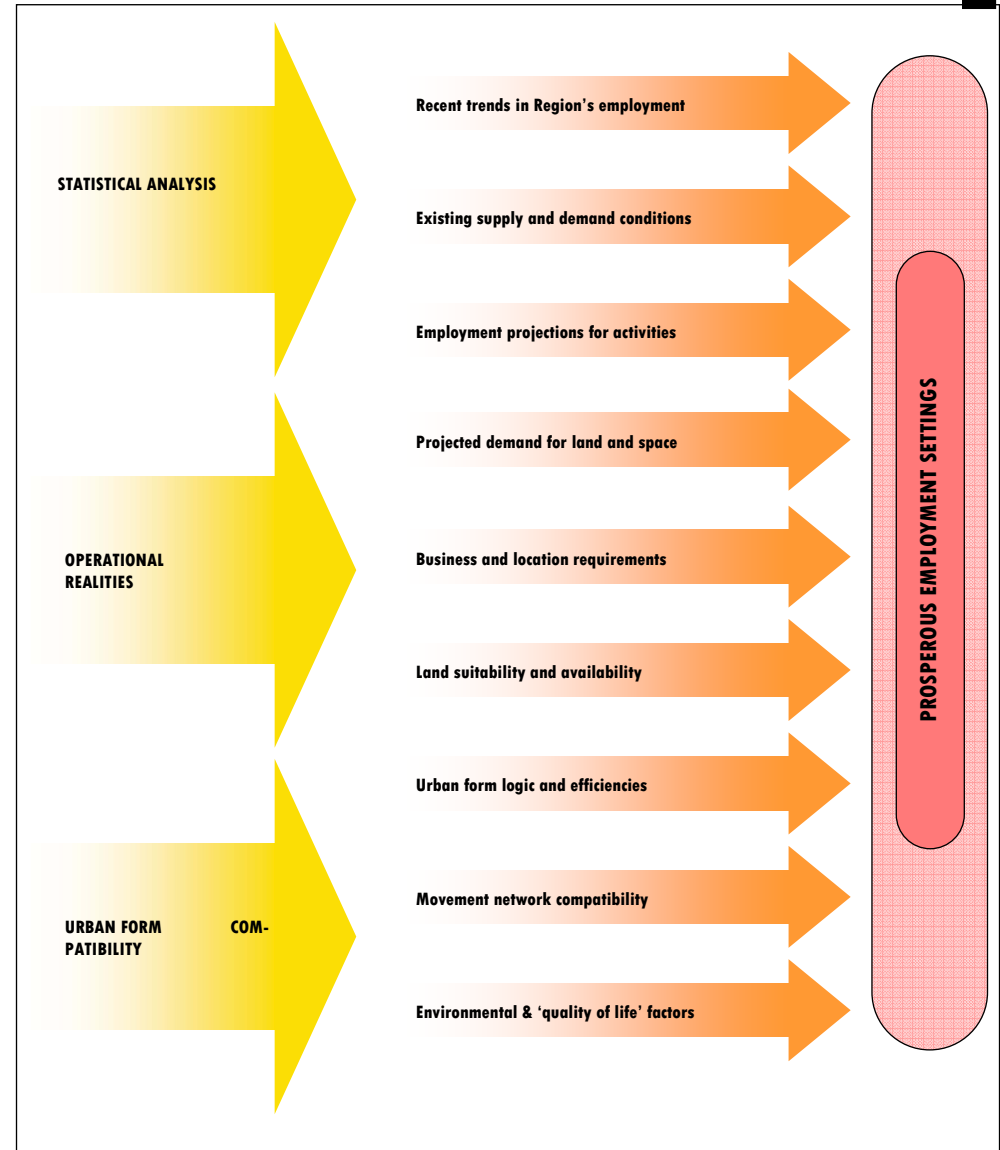 STATISTICAL ANALYSIS
Recent trends in Region's employment
Existing supply and demand conditions
Employment projections for activities
OPERATIONAL
REALITIES
Projected demand for land and space
Business and location requirements
Land suitability and availability
URBAN FORM COM-
PATIBILITY
Urban form logic and efficiencies
Movement network compatibility
Environmental & ‘quality of life’ factors
PROSPEROUS EMPLOYMENT SETTINGS